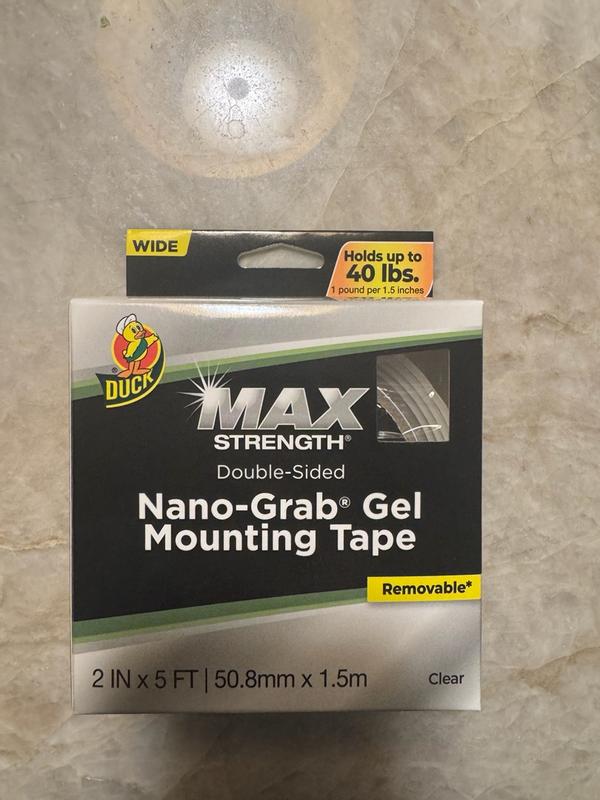 WIDE
Holds up to
40 lbs.
1 pound per 1.5 inches
DUCK®
MAX
STRENGTH®
Double-Sided
Nano-Grab® Gel
Mounting Tape
Removable*
2 IN x 5 FT | 50.8mm x 1.5m
Clear